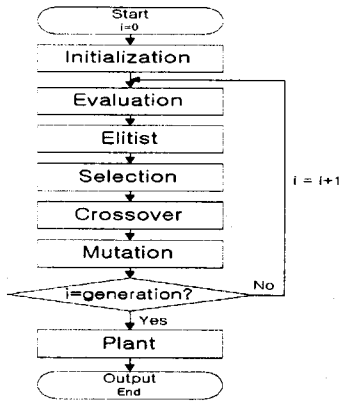 Start
i=0
Initialization
Evaluation
Elitist
Selection
i = i+1
Crossover
Mutation
i=generation?
No
Yes
Plant
Output
End